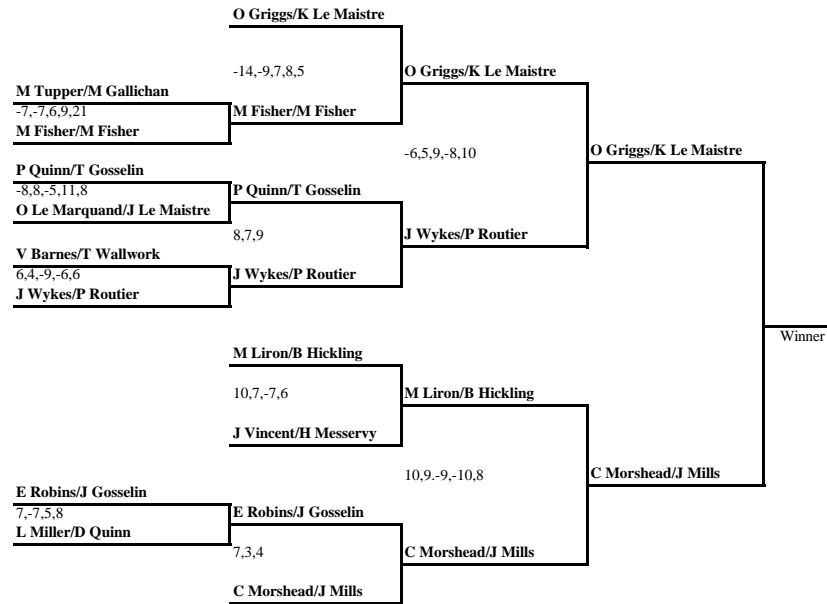 O Griggs/K Le Maistre
-14,-9,7,8,5
O Griggs/K Le Maistre
M Tupper/M Gallichan
-7,-7,6,9,21
M Fisher/M Fisher
M Fisher/M Fisher
-6,5,9,-8,10
O Griggs/K Le Maistre
P Quinn/T Gosselin
-8,8,-5,11,8
P Quinn/T Gosselin
O Le Marquand/J Le Maistre
8,7,9
J Wykes/P Routier
V Barnes/T Wallwork
6,4,-9,-6,6
J Wykes/P Routier
J Wykes/P Routier
Winner
M Liron/B Hickling
10,7,-7,6
M Liron/B Hickling
J Vincent/H Messervy
10,9.-9,-10,8
C Morshead/J Mills
E Robins/J Gosselin
7,-7,5,8
E Robins/J Gosselin
L Miller/D Quinn
7,3,4
C Morshead/J Mills
C Morshead/J Mills